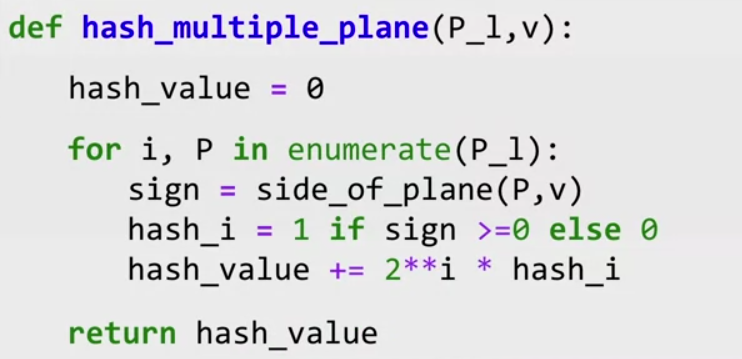 def hash_multiple_plane(P_l,v):
hash_value = 0
for i, P in enumerate(P_l):
sign = side_of_plane(P,v)
hash_i = 1 if sign >=0 else 0
hash_value += 2**i * hash_i
return hash_value